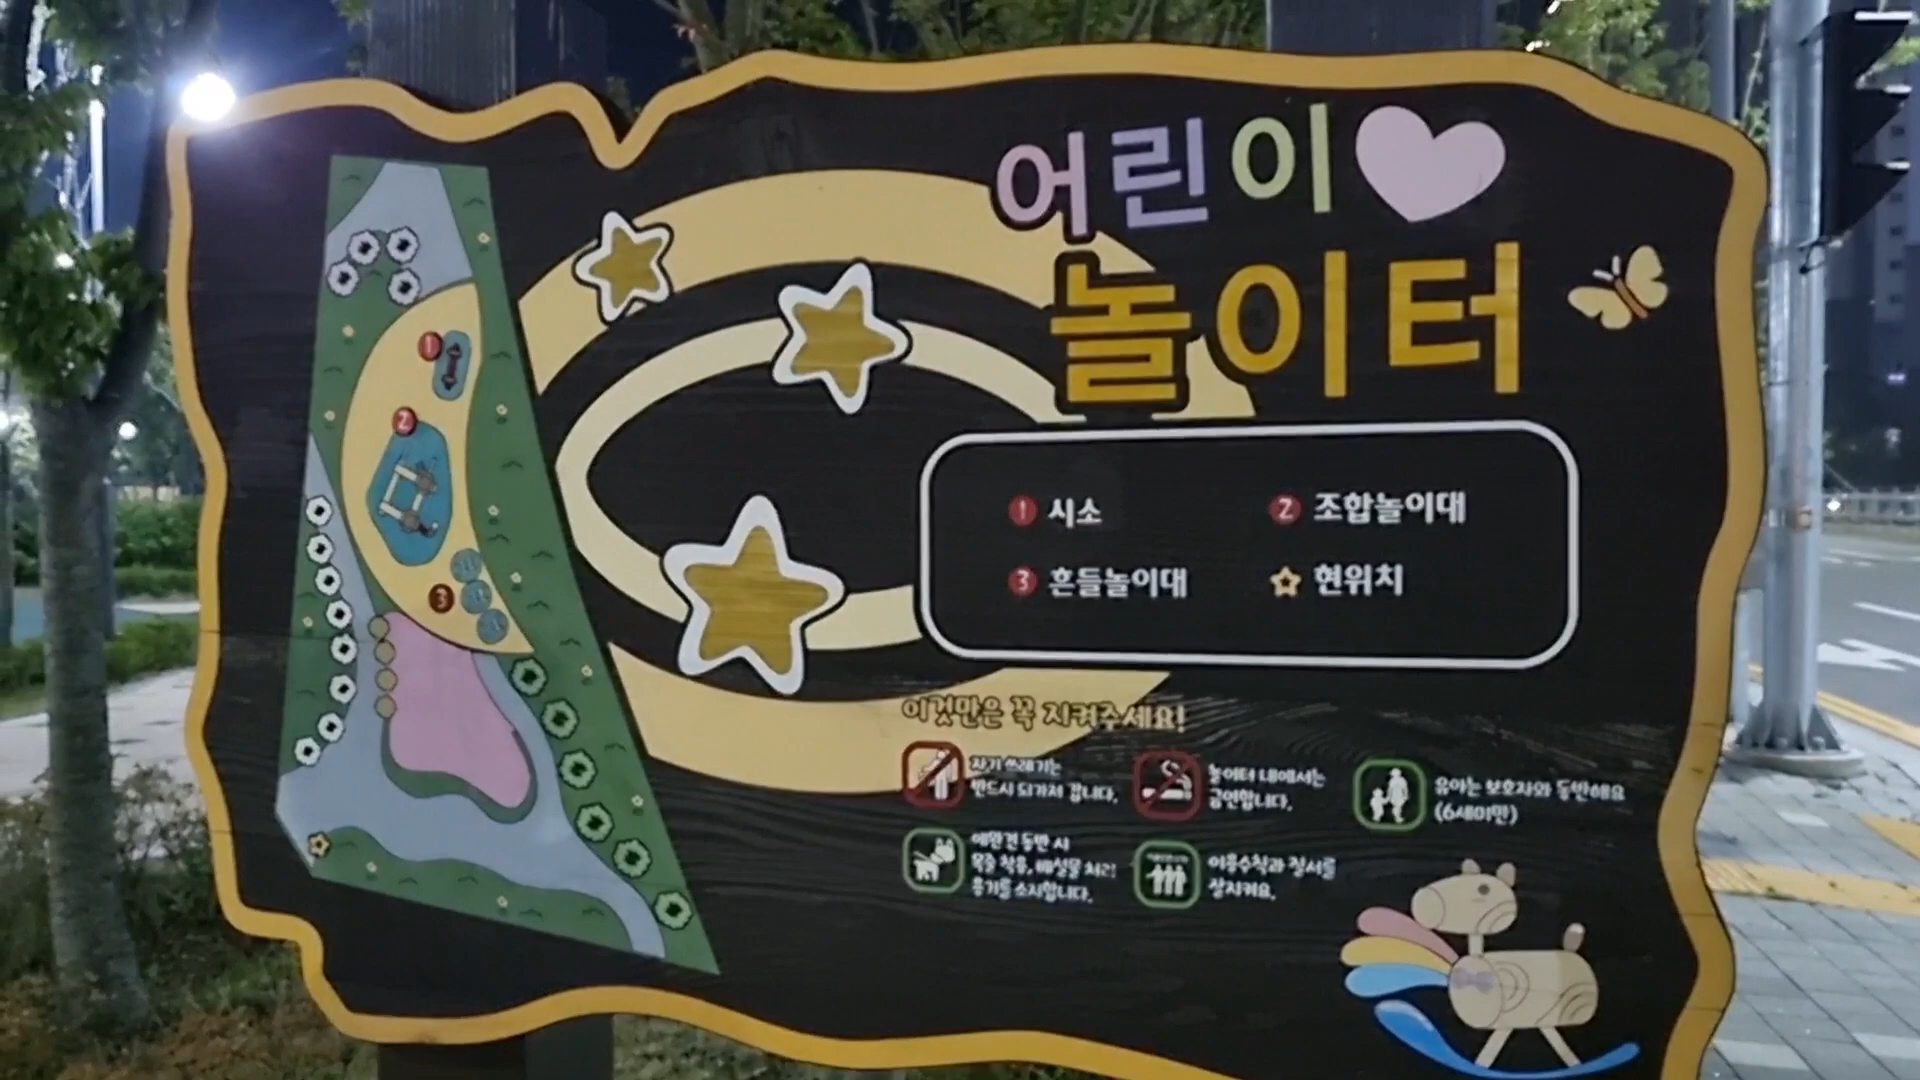 어린이
놀이터
1 시소
2 조합놀이대
3 흔들놀이대
현위치
이것만은 꼭 지켜주세요!
자기 쓰레기는
반드시 되가져 갑니다.
놀이터 내에서는
금연합니다.
유아는 보호자와 동반해요
(6세미만)
애완견 동반 시
목줄 착용, 배설물 처리
용기를 소지합니다.
이용수칙과 질서를
잘지켜요.
1
2
3